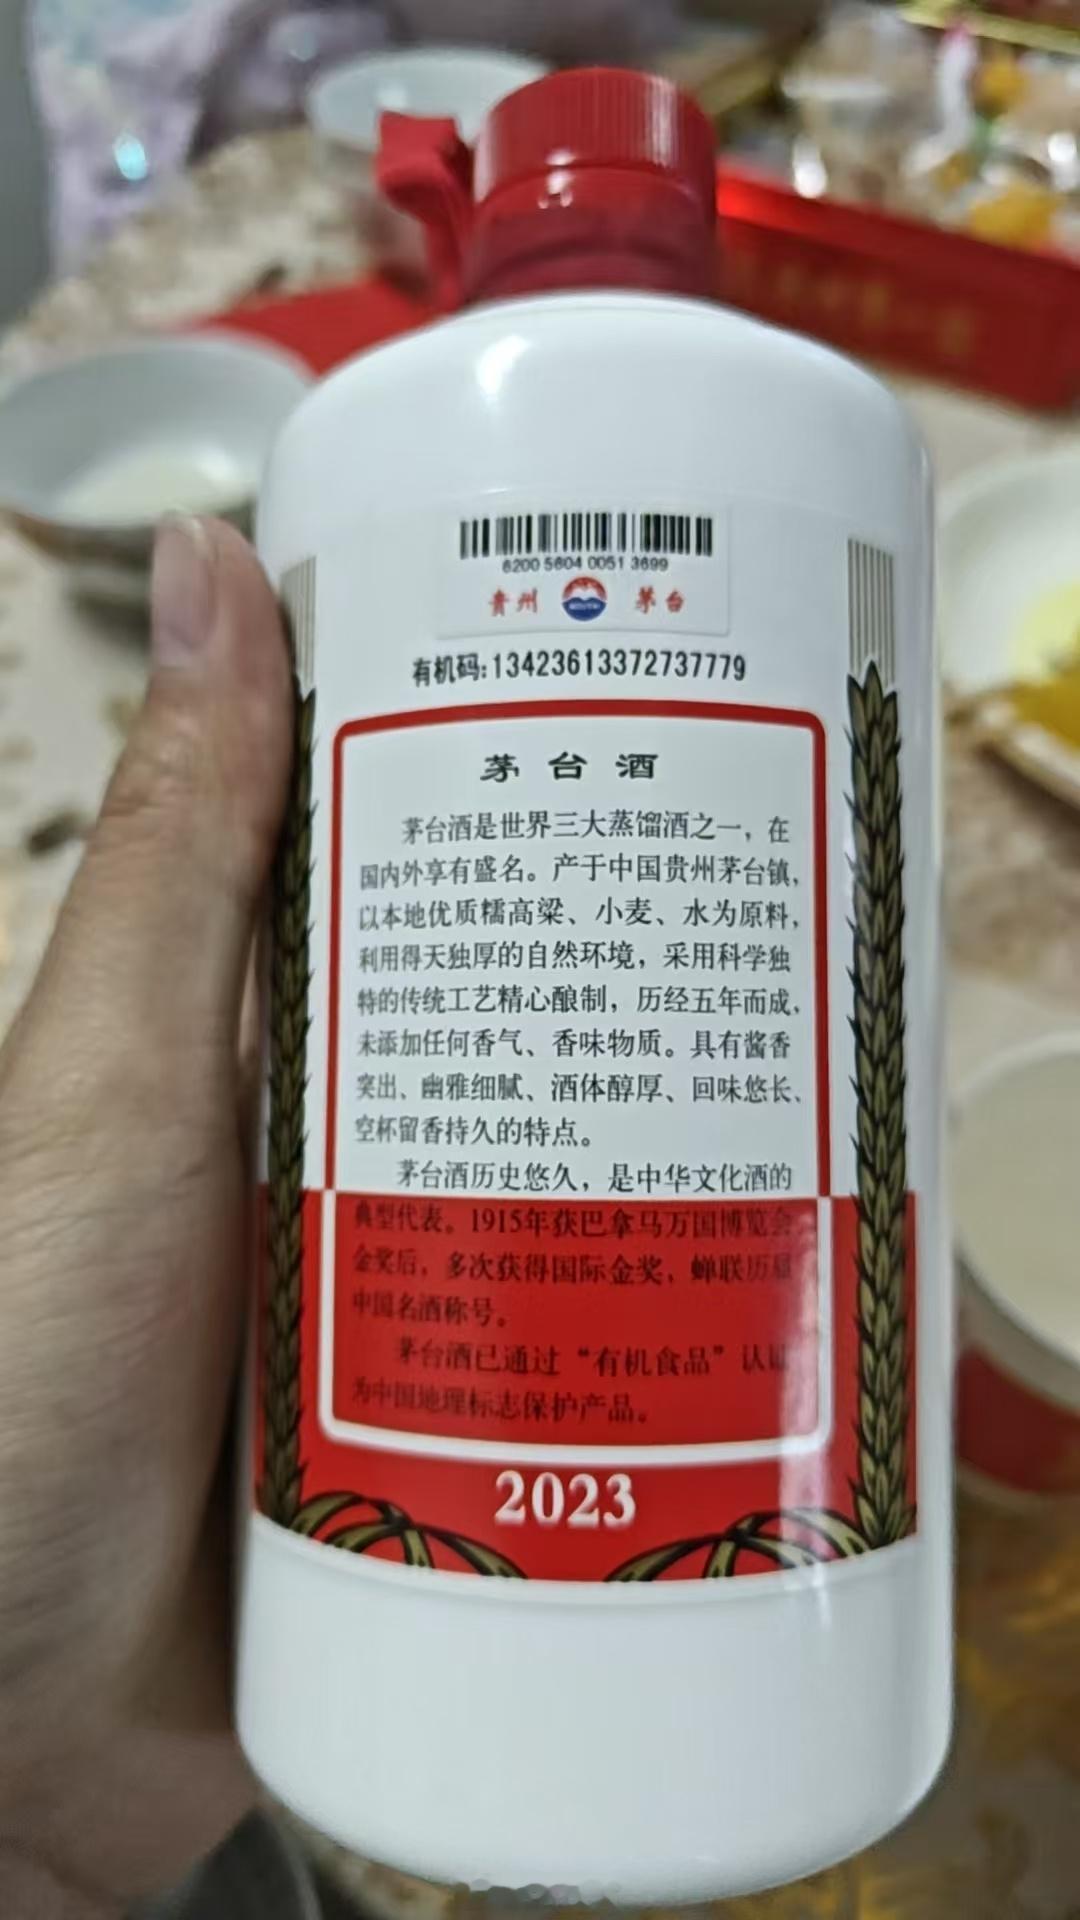 6200 5604 0051 3699
贵州 MOUTAI 茅台
有机码:13423613372737779
茅台酒
茅台酒是世界三大蒸馏酒之一，在
国内外享有盛名。产于中国贵州茅台镇，
以本地优质糯高粱、小麦、水为原料，
利用得天独厚的自然环境，采用科学独
特的传统工艺精心酿制，历经五年而成，
未添加任何香气、香味物质。具有酱香
突出、幽雅细腻、酒体醇厚、回味悠长、
空杯留香持久的特点。
茅台酒历史悠久，是中华文化酒的
典型代表。1915年获巴拿马万国博览会
金奖后，多次获得国际金奖，蝉联历届
中国名酒称号。
茅台酒已通过“有机食品”认证
为中国地理标志保护产品。
2023